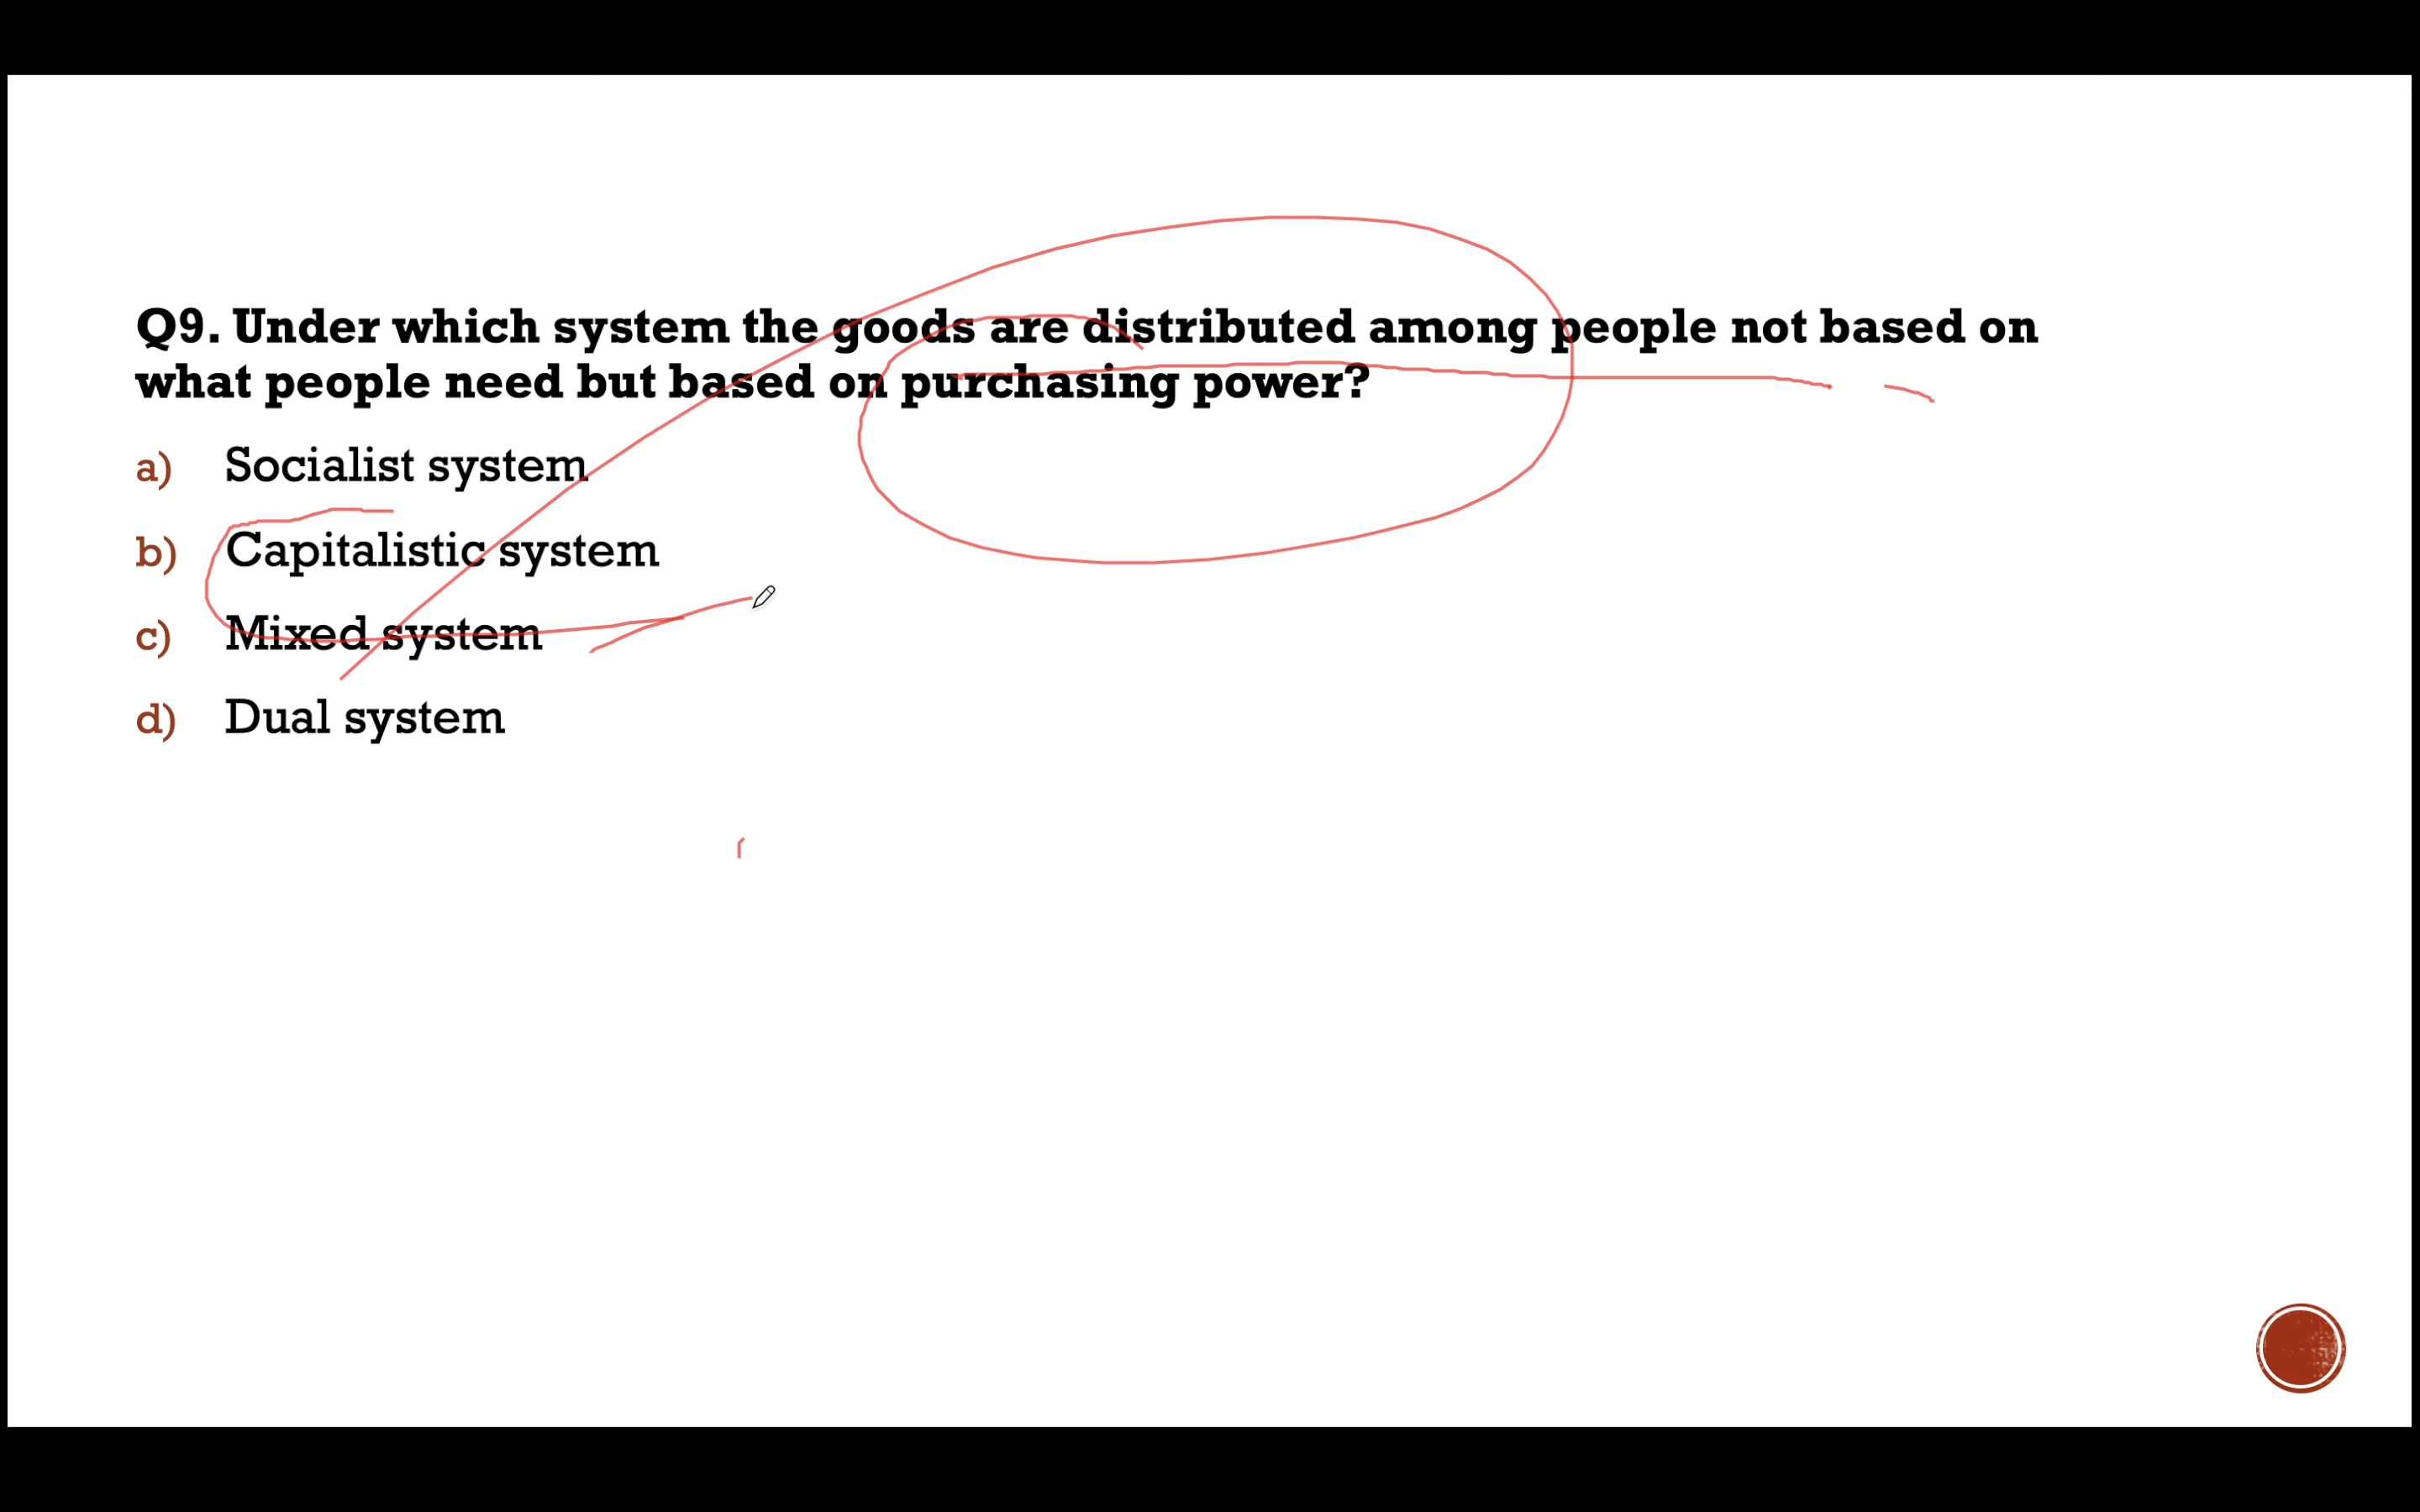 Q9. Under which system the goods are distributed among people not based on
what people need but based on purchasing power?
a) Socialist system
b) Capitalistic system
c) Mixed system
d) Dual system